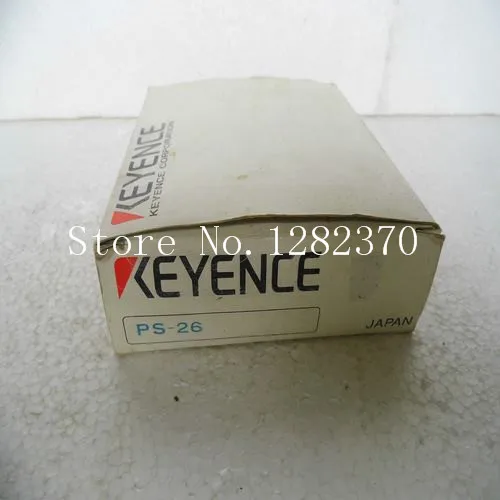 KEYENCE
KEYENCE CORPORATION
Store No. 1282370
KEYENCE
PS-26
JAPAN